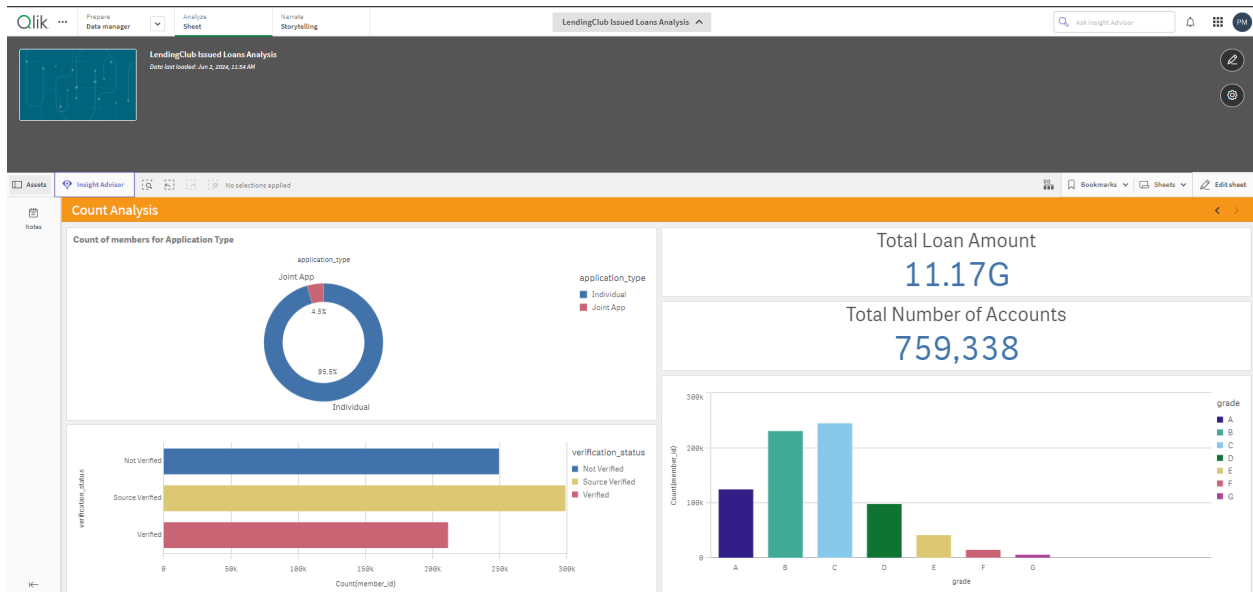 Qlik
Prepare
Data manager
Analyze
Sheet
Narrate
Storytelling
LendingClub Issued Loans Analysis
Ask Insight Advisor
PM
LendingClub Issued Loans Analysis
Data last loaded: Jun 2, 2024, 11:54 AM
Assets
Insight Advisor
No selections applied
Bookmarks
Sheets
Edit sheet
Notes
Count Analysis
Count of members for Application Type
application_type
Joint App
4.5%
95.5%
Individual
application_type
Individual
Joint App
Total Loan Amount
11.17G
Total Number of Accounts
759,338
verification_status
Not Verified
Source Verified
Verified
0 50k 100k 150k 200k 250k 300k
Count(member_id)
verification_status
Not Verified
Source Verified
Verified
Count(member_id)
300k
200k
100k
0
A B C D E F G
grade
grade
A
B
C
D
E
F
G